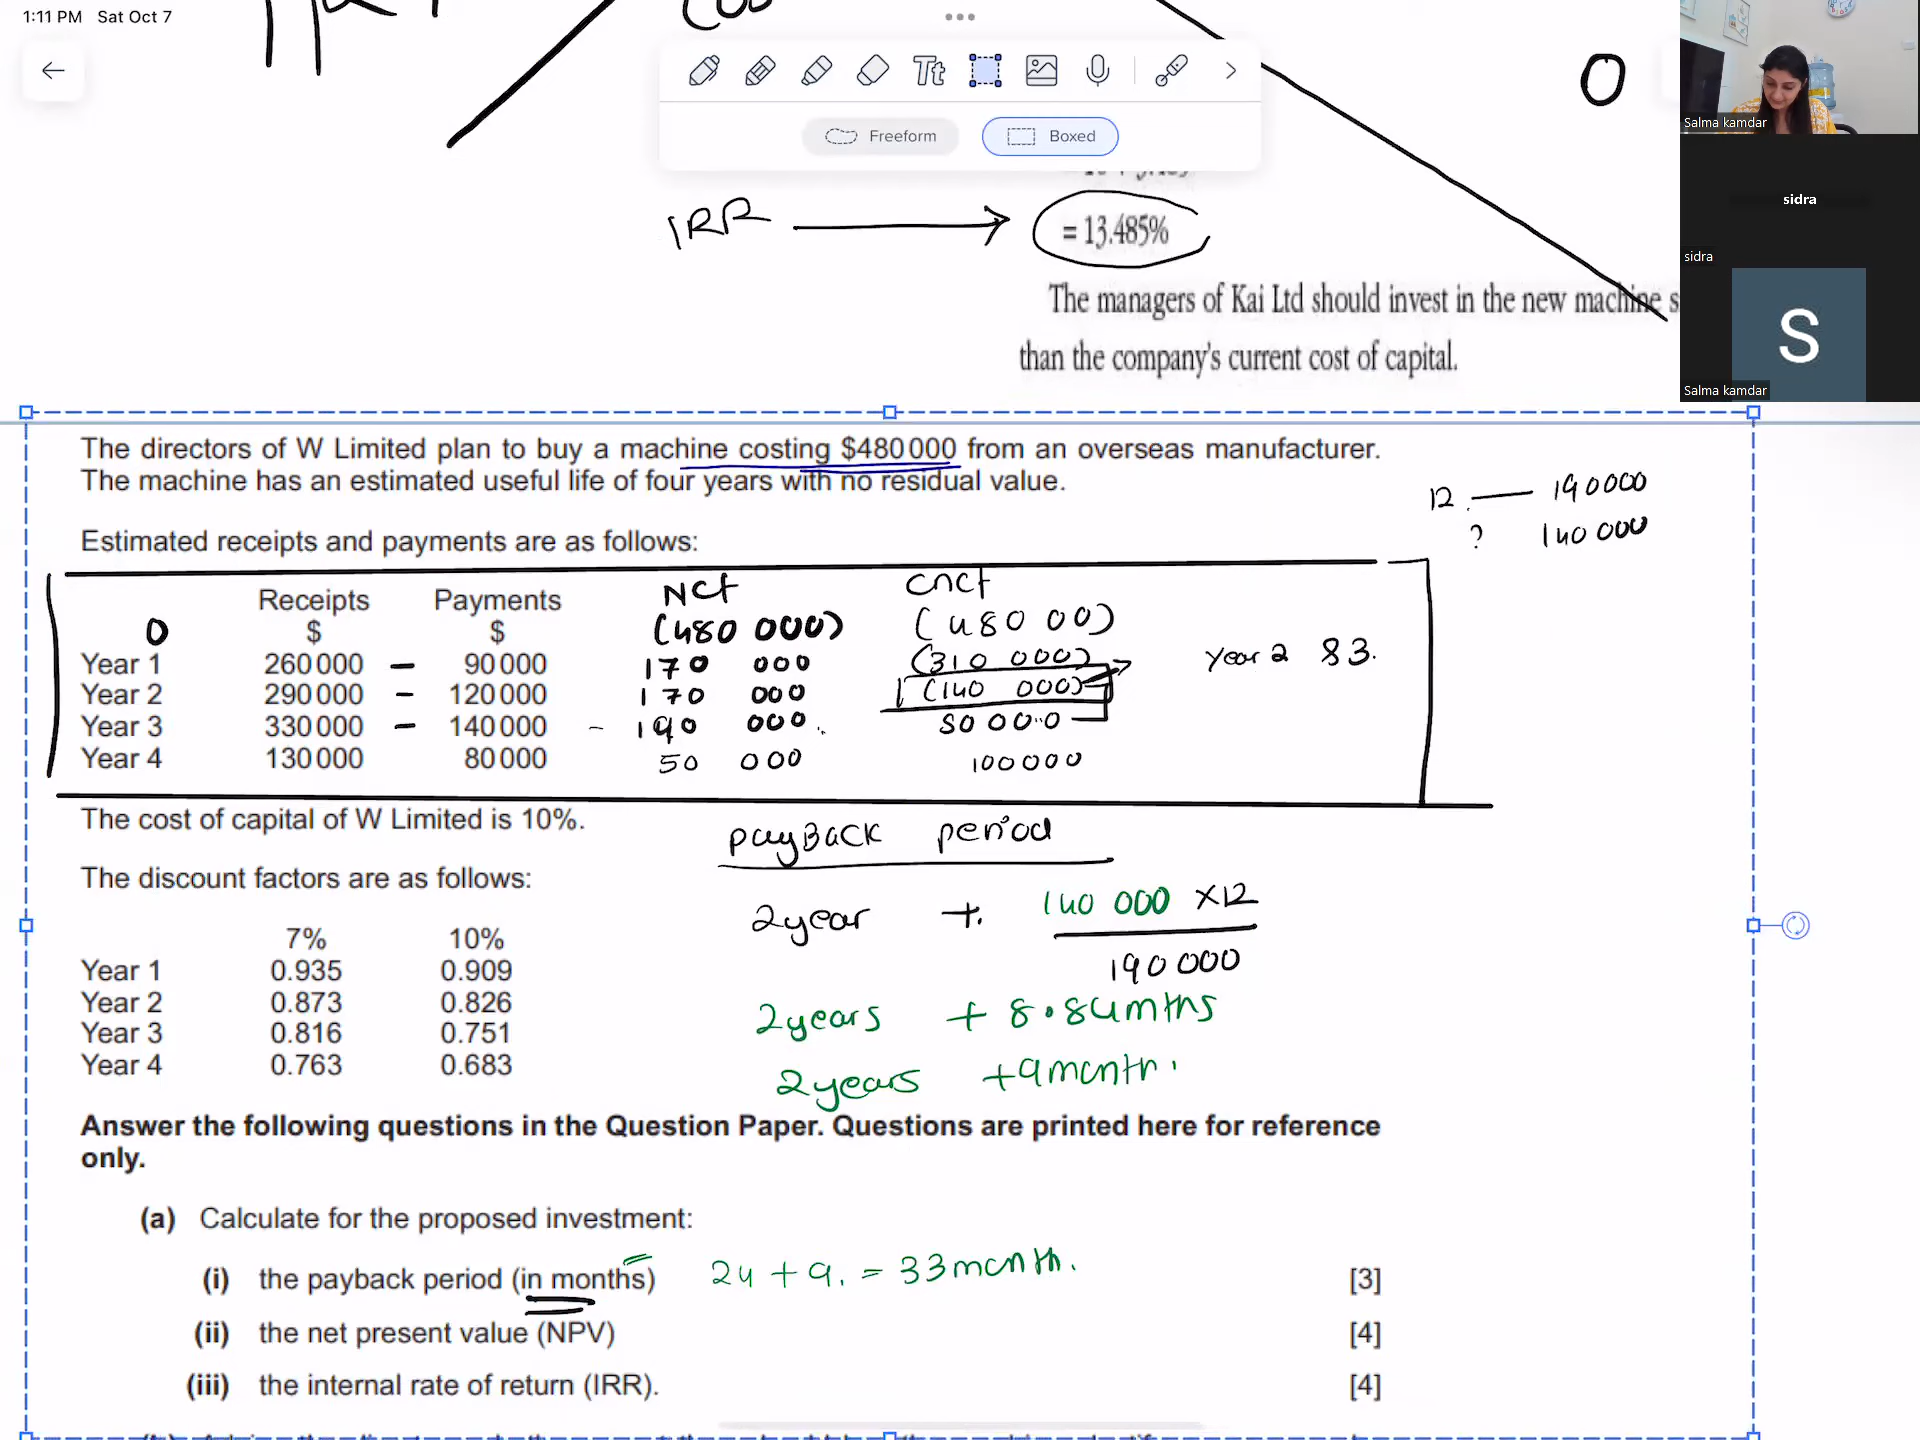 1:11 PM Sat Oct 7
Tt
Freeform
Boxed
0
Salma kamdar
sidra
sidra
S
Salma kamdar
IRR
= 13.485%
The managers of Kai Ltd should invest in the new machine s
than the company's current cost of capital.
The directors of W Limited plan to buy a machine costing $480 000 from an overseas manufacturer.
The machine has an estimated useful life of four years with no residual value.
12 — 190000
? 140 000
Estimated receipts and payments are as follows:
Receipts Payments NCf CNCf
0 $ $ (480 000) (480 00)
Year 1 260 000 – 90 000 170 000 (310 000) Year 2 83.
Year 2 290 000 – 120 000 170 000 (140 000)
Year 3 330 000 – 140 000 – 190 000. 50 000
Year 4 130 000 80 000 50 000 100000
The cost of capital of W Limited is 10%.
payBack period
The discount factors are as follows:
2year + 140 000 x12
190 000
7% 10%
Year 1 0.935 0.909
Year 2 0.873 0.826
Year 3 0.816 0.751
Year 4 0.763 0.683
2years + 8.84mths
2years +9month.
Answer the following questions in the Question Paper. Questions are printed here for reference
only.
(a) Calculate for the proposed investment:
(i) the payback period (in months) 24 + 9. = 33month. [3]
(ii) the net present value (NPV) [4]
(iii) the internal rate of return (IRR). [4]